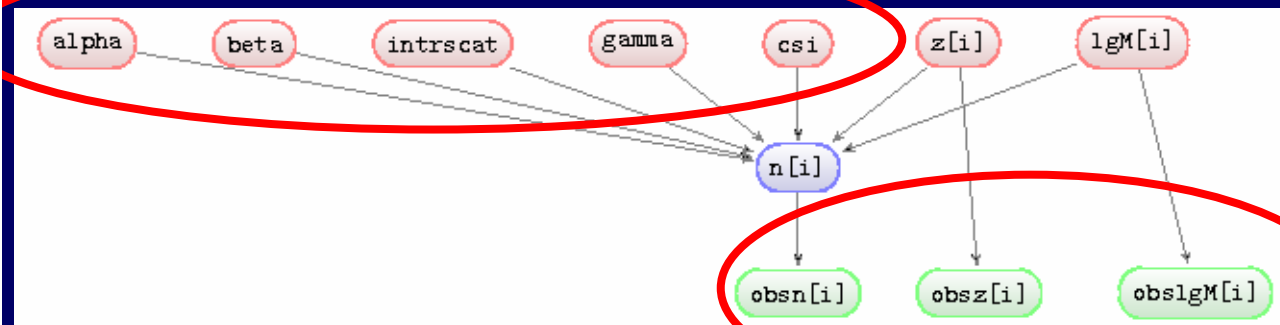 alpha beta intrscat gamma csi z[i] lgM[i]
n[i]
obsn[i] obsz[i] obslgM[i]